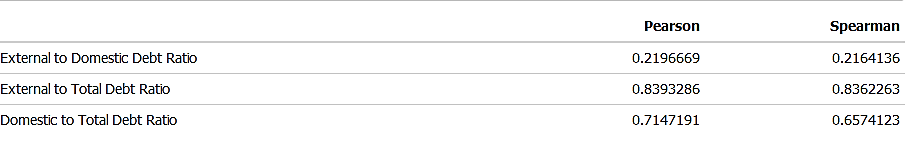 Pearson Spearman
External to Domestic Debt Ratio 0.2196669 0.2164136
External to Total Debt Ratio 0.8393286 0.8362263
Domestic to Total Debt Ratio 0.7147191 0.6574123